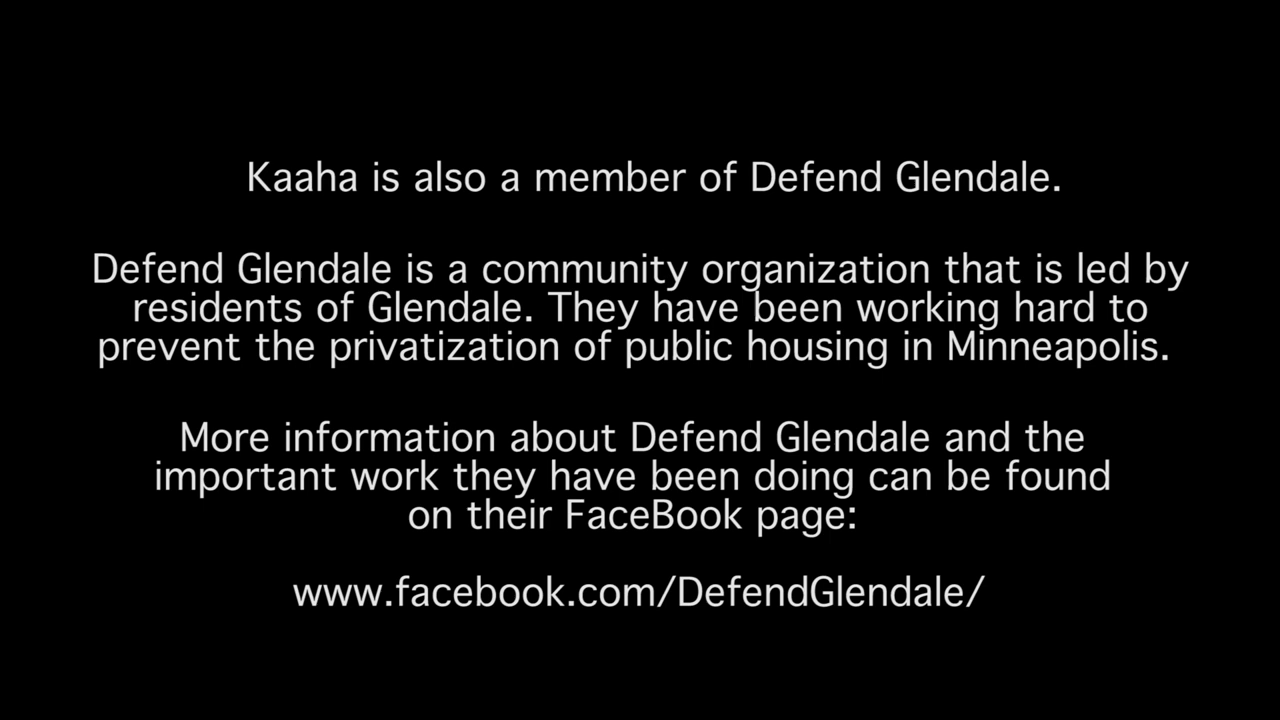 Kaaha is also a member of Defend Glendale.
Defend Glendale is a community organization that is led by
residents of Glendale. They have been working hard to
prevent the privatization of public housing in Minneapolis.
More information about Defend Glendale and the
important work they have been doing can be found
on their FaceBook page:
www.facebook.com/DefendGlendale/